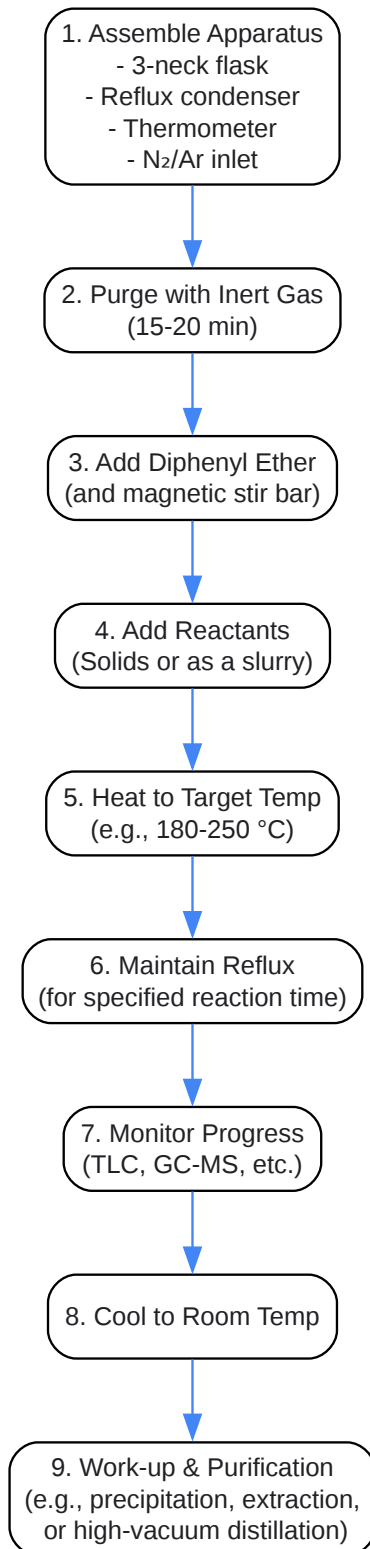 1. Assemble Apparatus
- 3-neck flask
- Reflux condenser
- Thermometer
- N₂/Ar inlet
2. Purge with Inert Gas
(15-20 min)
3. Add Diphenyl Ether
(and magnetic stir bar)
4. Add Reactants
(Solids or as a slurry)
5. Heat to Target Temp
(e.g., 180-250 °C)
6. Maintain Reflux
(for specified reaction time)
7. Monitor Progress
(TLC, GC-MS, etc.)
8. Cool to Room Temp
9. Work-up & Purification
(e.g., precipitation, extraction,
or high-vacuum distillation)